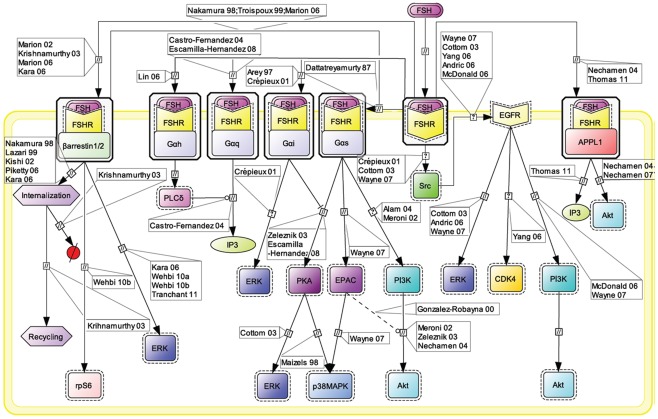 Nakamura 98;Troispoux 99;Marion 06
FSH
Marion 02
Krishnamurthy 03
Marion 06
Kara 06
Castro-Fernandez 04
Escamilla-Hernandez 08
Lin 06
Arey 97
Crépieux 01
Dattatreyamurty 87
Wayne 07
Cottom 03
Yang 06
Andric 06
McDonald 06
Nechamen 04
Thomas 11
FSH
FSHR
βarrestin1/2
FSH
FSHR
Gαh
FSH
FSHR
Gαq
FSH
FSHR
Gαi
FSH
FSHR
Gαs
FSH
FSHR
EGFR
FSH
FSHR
APPL1
Nakamura 98
Lazari 99
Kishi 02
Piketty 06
Kara 06
Krishnamurthy 03
Crépieux 01
Crépieux 01
Cottom 03
Wayne 07
Src
Thomas 11
Nechamen 04
Nechamen 07
Internalization
PLCδ
Castro-Fernandez 04
IP3
Zeleznik 03
Escamilla
-Hernandez 08
Alam 04
Meroni 02
Cottom 03
Andric 06
Wayne 07
Yang 06
IP3
Akt
Kara 06
Wehbi 10a
Wehbi 10b
Tranchant 11
Wehbi 10b
Wayne 07
ERK
PKA
EPAC
PI3K
ERK
CDK4
PI3K
McDonald 06
Wayne 07
Gonzalez-Robayna 00
Krihnamurthy 03
Recycling
ERK
Cottom 03
Maizels 98
Wayne 07
Meroni 02
Zeleznik 03
Nechamen 04
rpS6
ERK
p38MAPK
Akt
Akt